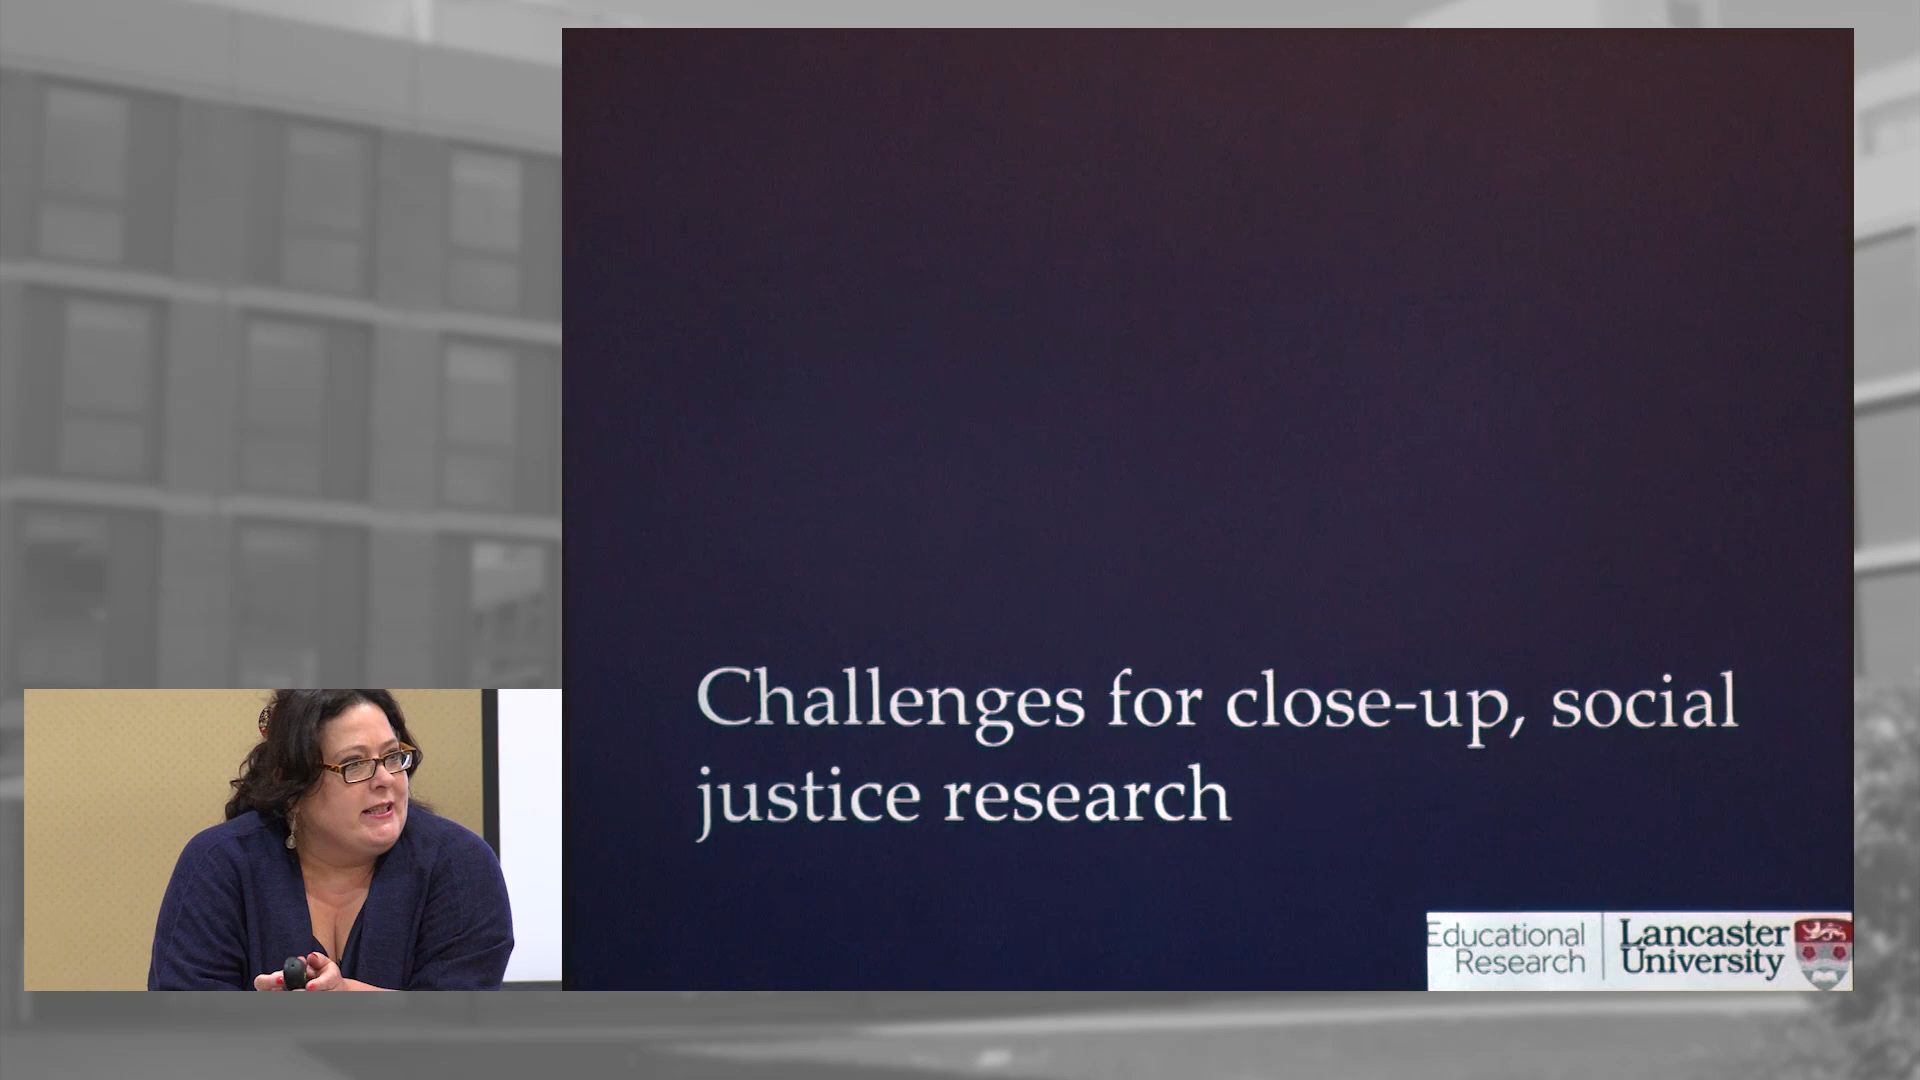 Challenges for close-up, social
justice research
Educational
Research
Lancaster
University